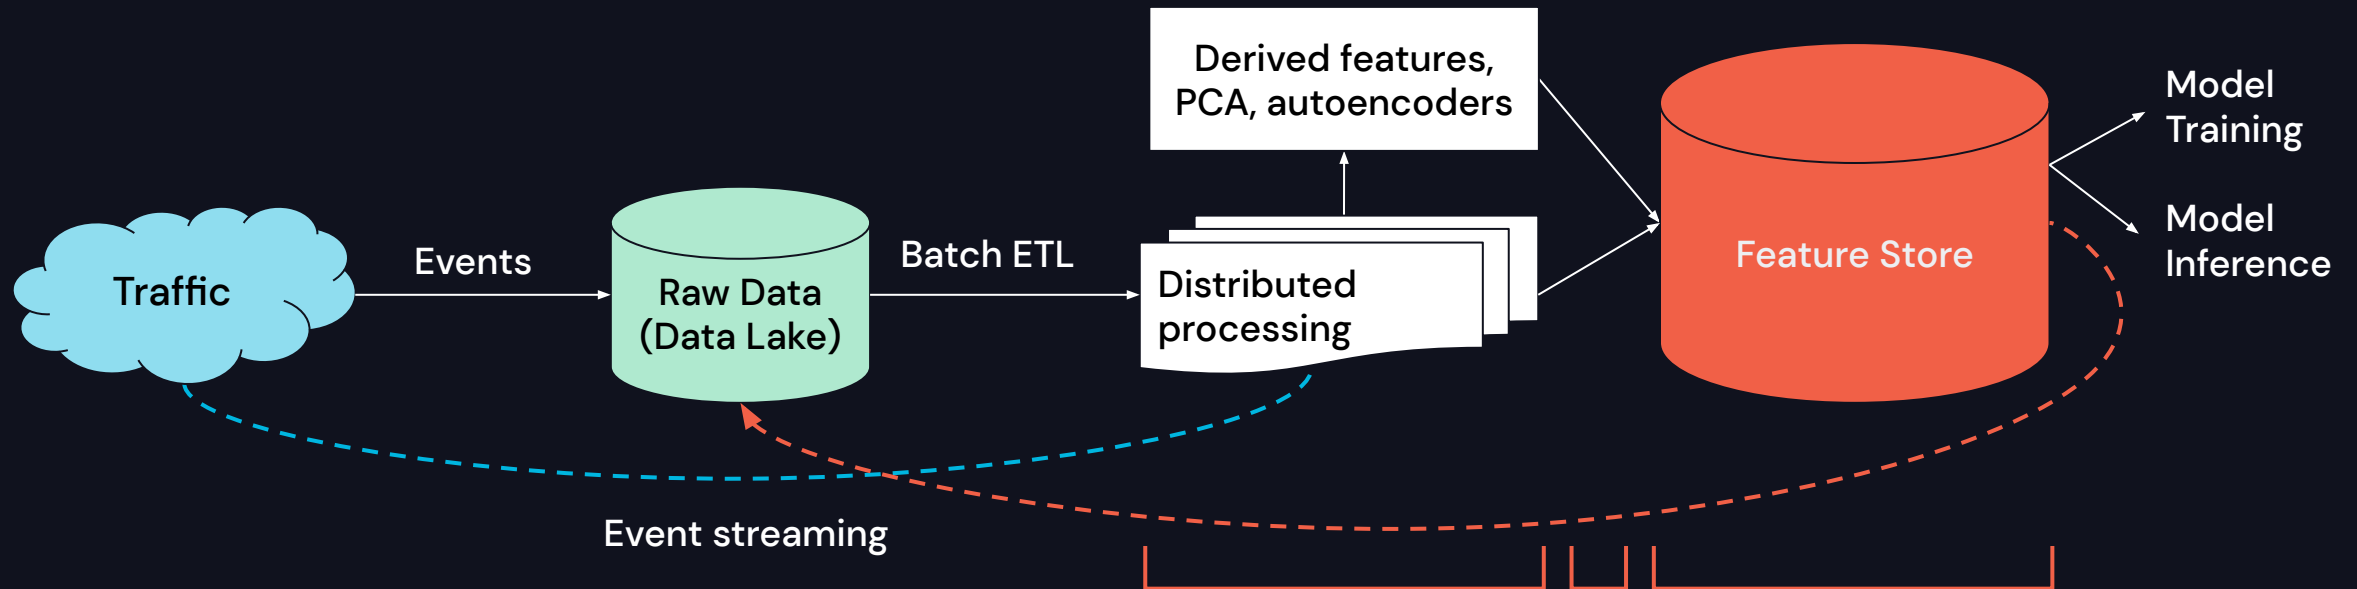 Traffic
Events
Raw Data
(Data Lake)
Batch ETL
Derived features,
PCA, autoencoders
Distributed
processing
Feature Store
Model
Training
Model
Inference
Event streaming